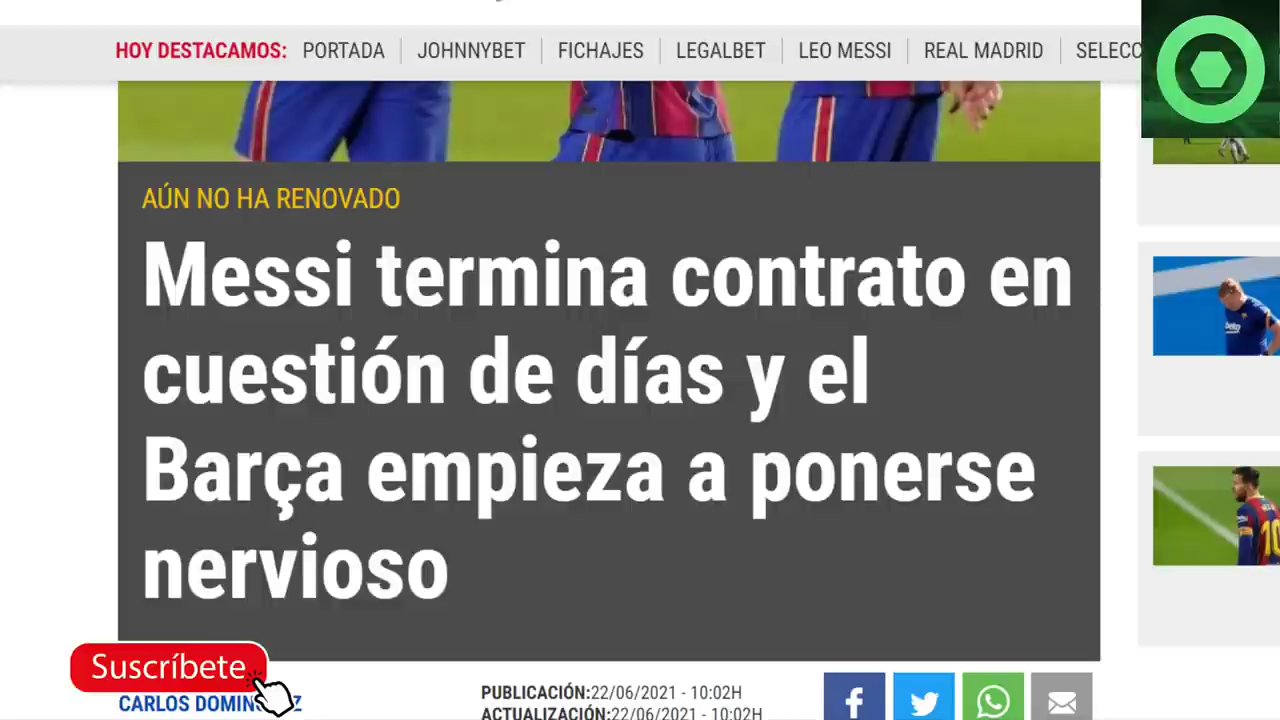 HOY DESTACAMOS: PORTADA JOHNNYBET FICHAJES LEGALBET LEO MESSI REAL MADRID
AÚN NO HA RENOVADO
Messi termina contrato en
cuestión de días y el
Barça empieza a ponerse
nervioso
Suscríbete
CARLOS
PUBLICACIÓN:22/06/2021 - 10:02H
ACTUALIZACIÓN:22/06/2021 - 10:02H
10